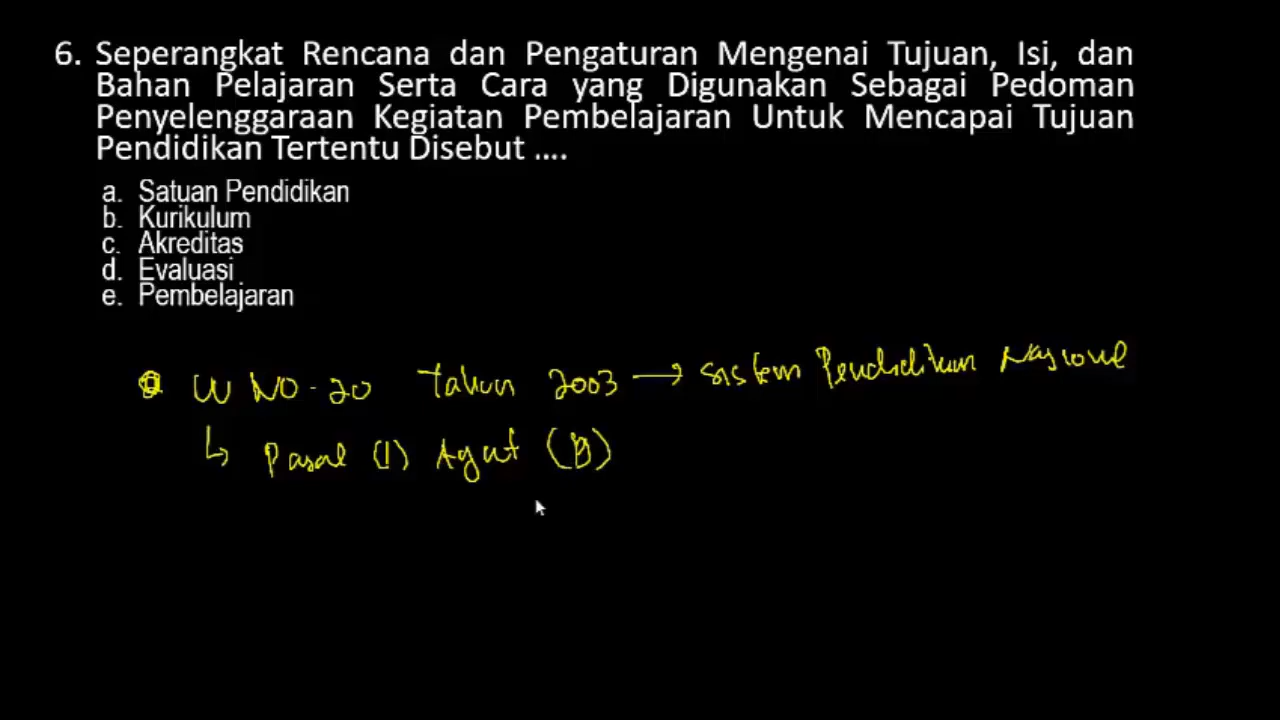 6. Seperangkat Rencana dan Pengaturan Mengenai Tujuan, Isi, dan
Bahan Pelajaran Serta Cara yang Digunakan Sebagai Pedoman
Penyelenggaraan Kegiatan Pembelajaran Untuk Mencapai Tujuan
Pendidikan Tertentu Disebut ....
a. Satuan Pendidikan
b. Kurikulum
c. Akreditas
d. Evaluasi
e. Pembelajaran
UU NO-20 Tahun 2003 → Sistem Pendidikan Nasional
↳ Pasal (1) Ayat